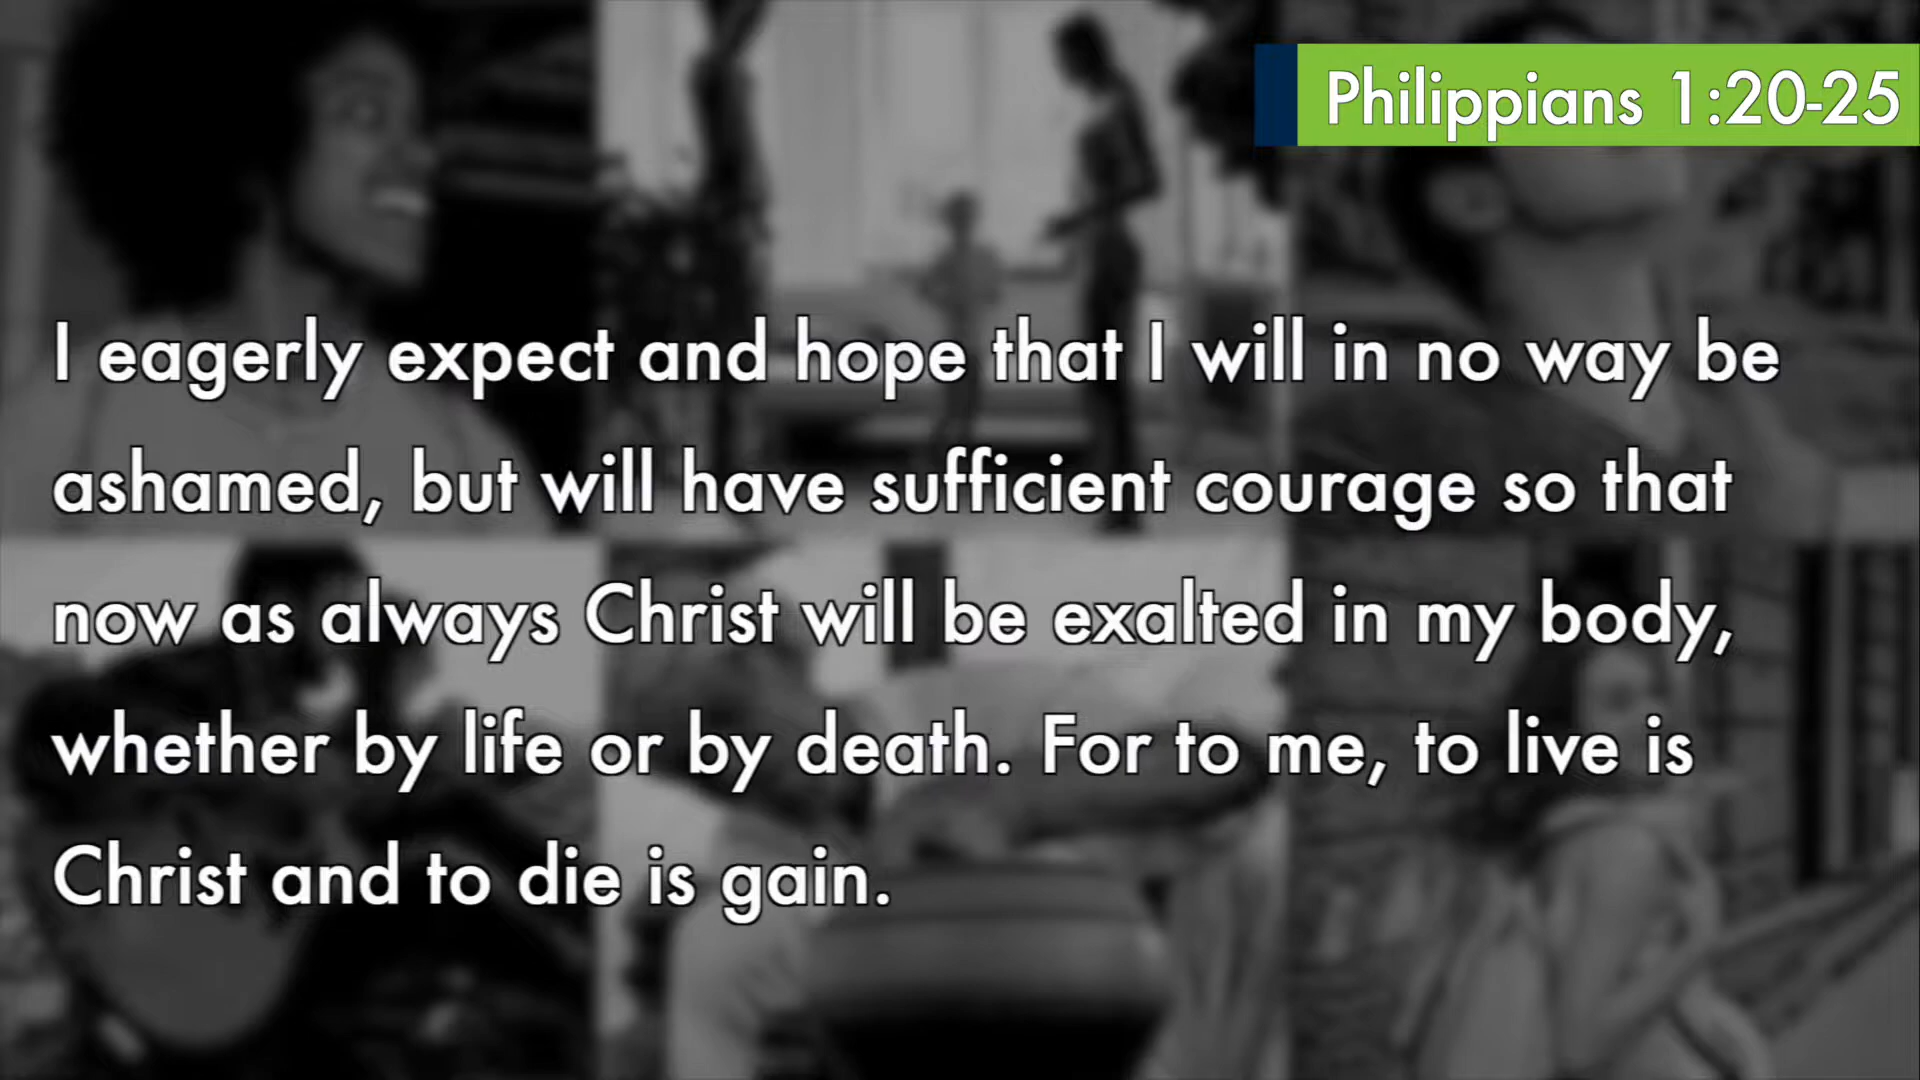 Philippians 1:20-25
I eagerly expect and hope that I will in no way be
ashamed, but will have sufficient courage so that
now as always Christ will be exalted in my body,
whether by life or by death. For to me, to live is
Christ and to die is gain.